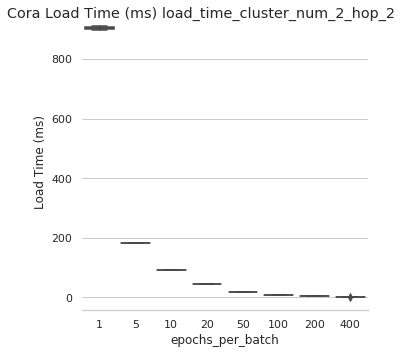 Cora Load Time (ms) load_time_cluster_num_2_hop_2
800
600
400
200
0
Load Time (ms)
1 5 10 20 50 100 200 400
epochs_per_batch